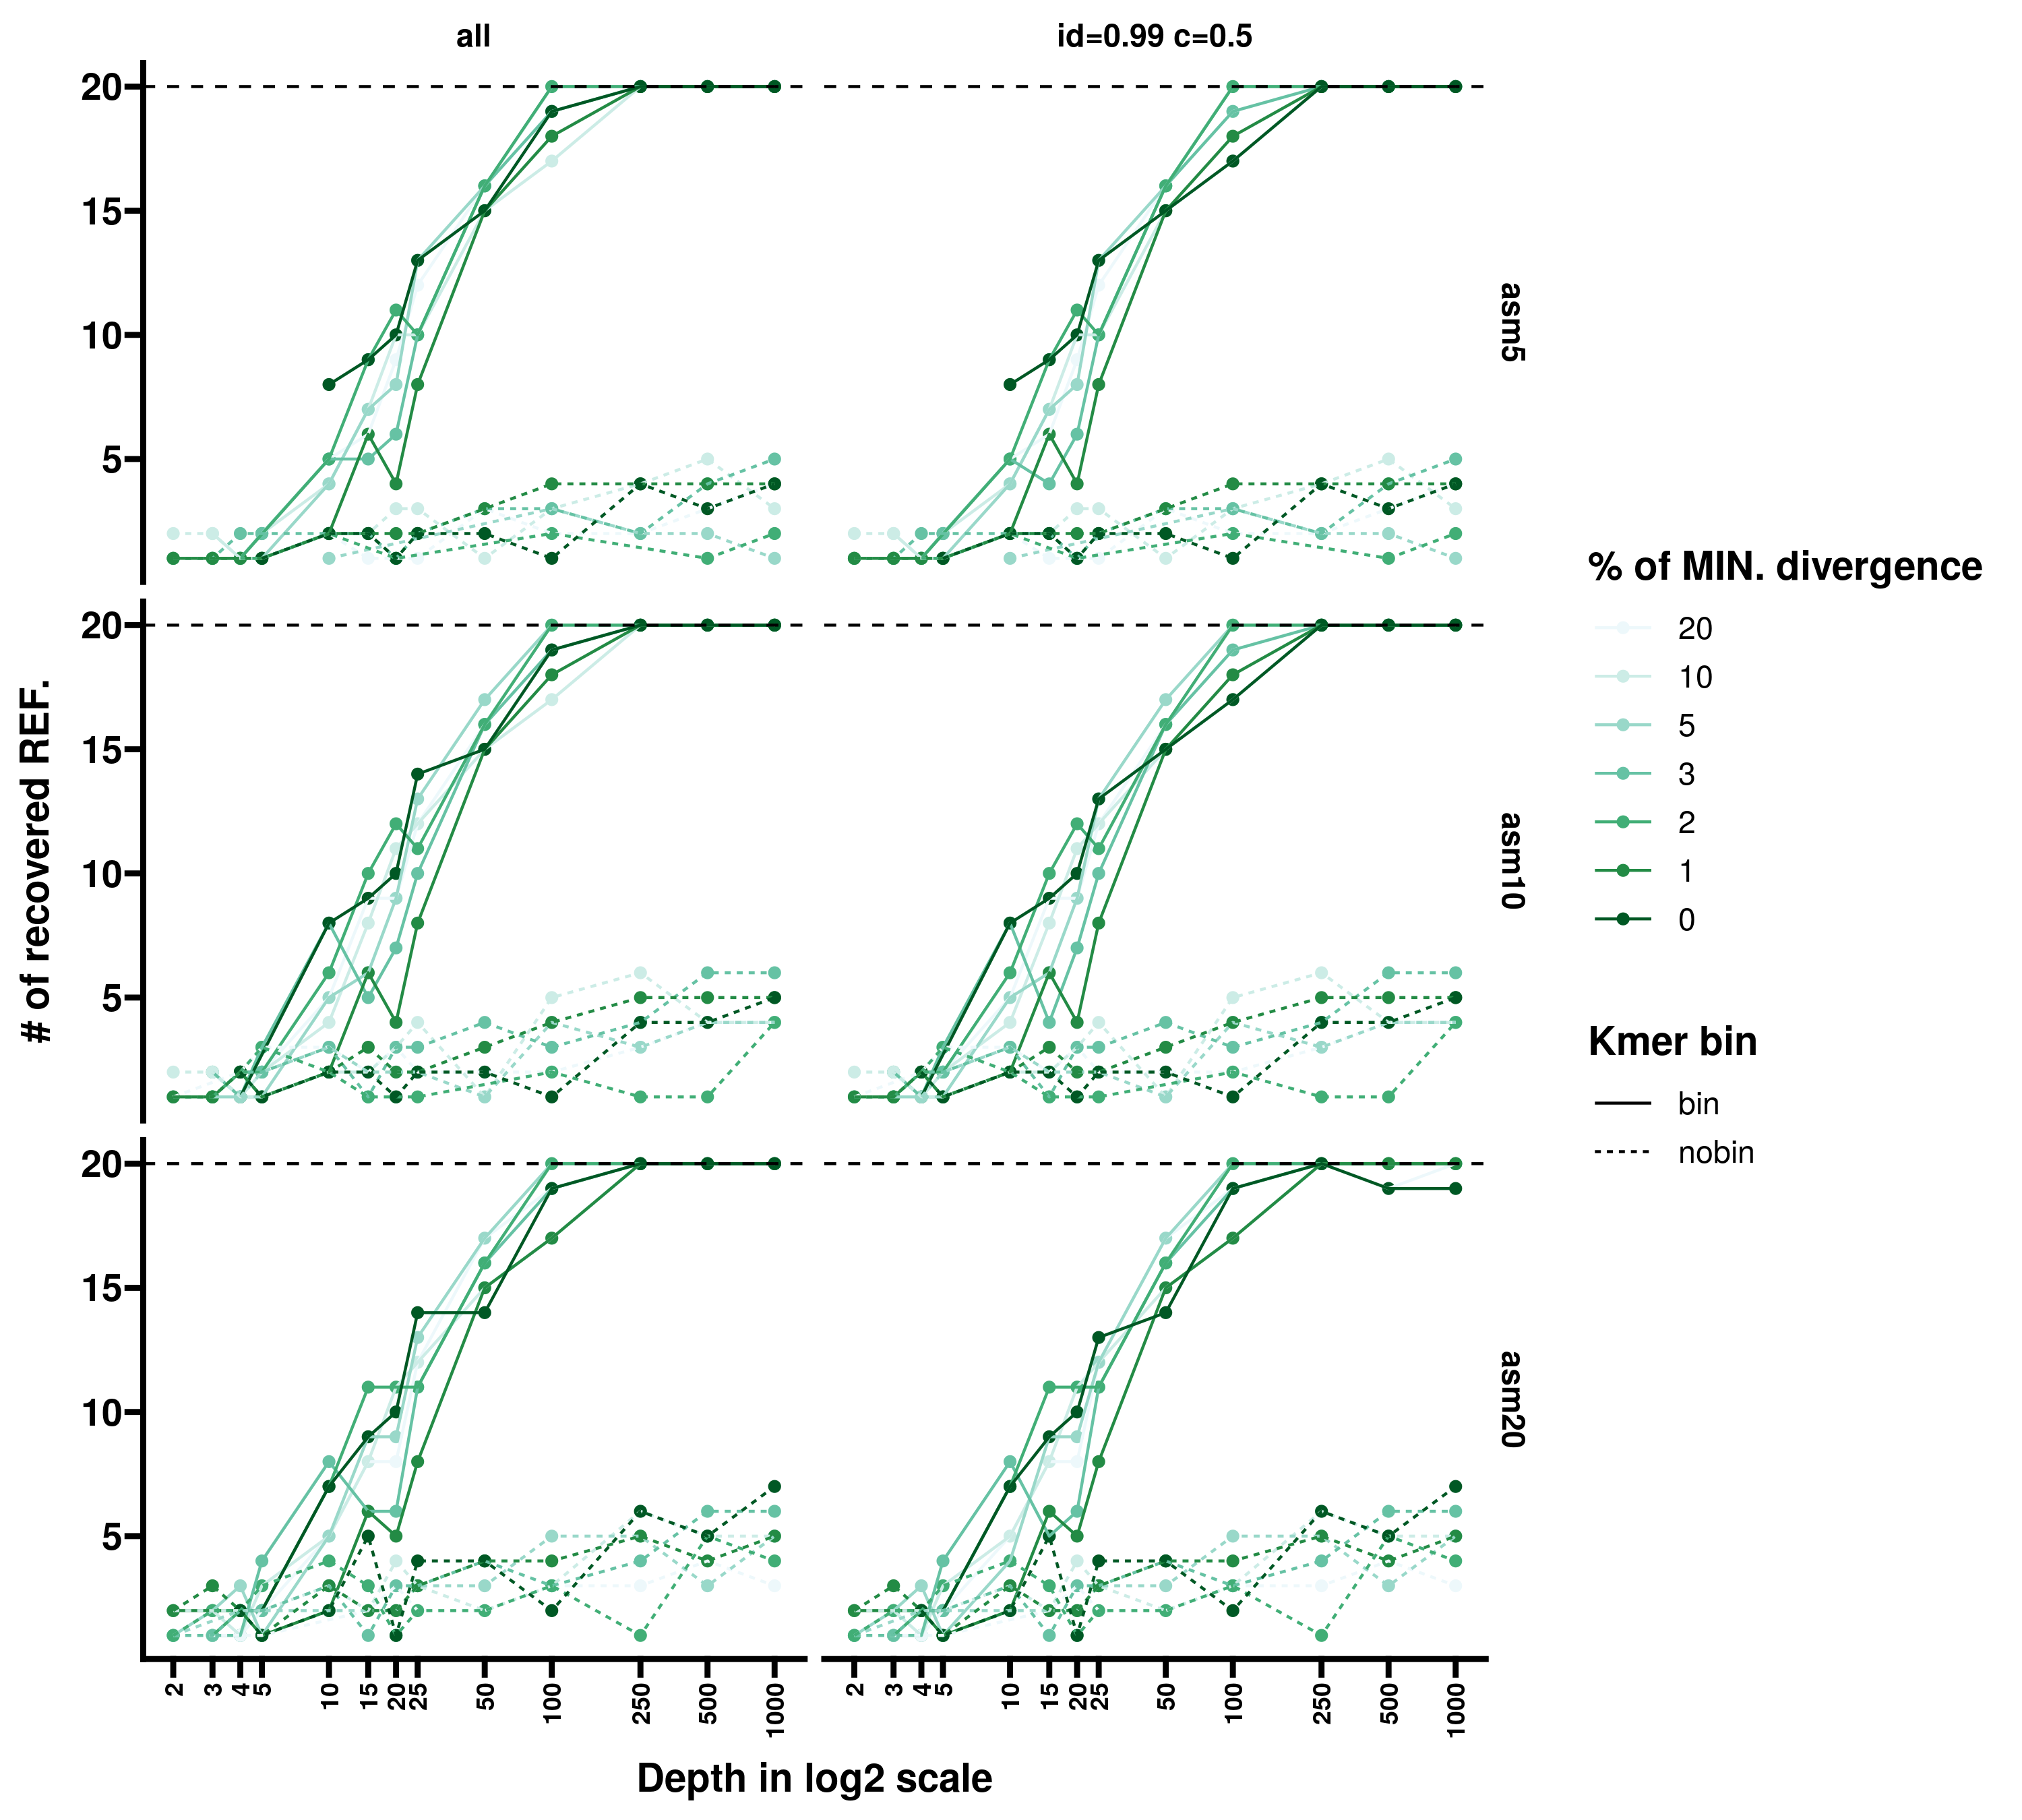 all
id=0.99 c=0.5
20
15
10
5
asm5
20
15
10
5
asm10
20
15
10
5
asm20
# of recovered REF.
2 3 4 5 10 15 20 25 50 100 250 500 1000
2 3 4 5 10 15 20 25 50 100 250 500 1000
Depth in log2 scale
% of MIN. divergence
20
10
5
3
2
1
0
Kmer bin
bin
nobin